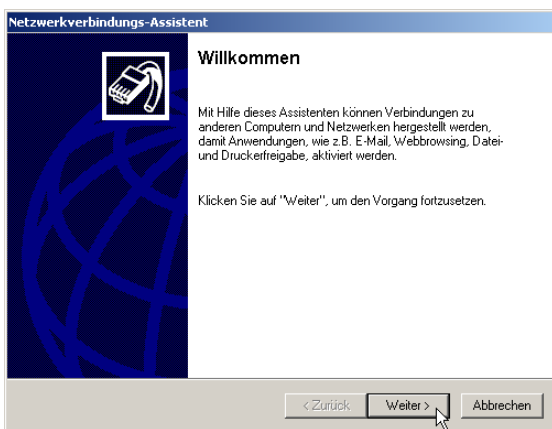 Netzwerkverbindungs-Assistent
Willkommen
Mit Hilfe dieses Assistenten können Verbindungen zu
anderen Computern und Netzwerken hergestellt werden,
damit Anwendungen, wie z.B. E-Mail, Webbrowsing, Datei-
und Druckerfreigabe, aktiviert werden.
Klicken Sie auf "Weiter", um den Vorgang fortzusetzen.
< Zurück Weiter > Abbrechen